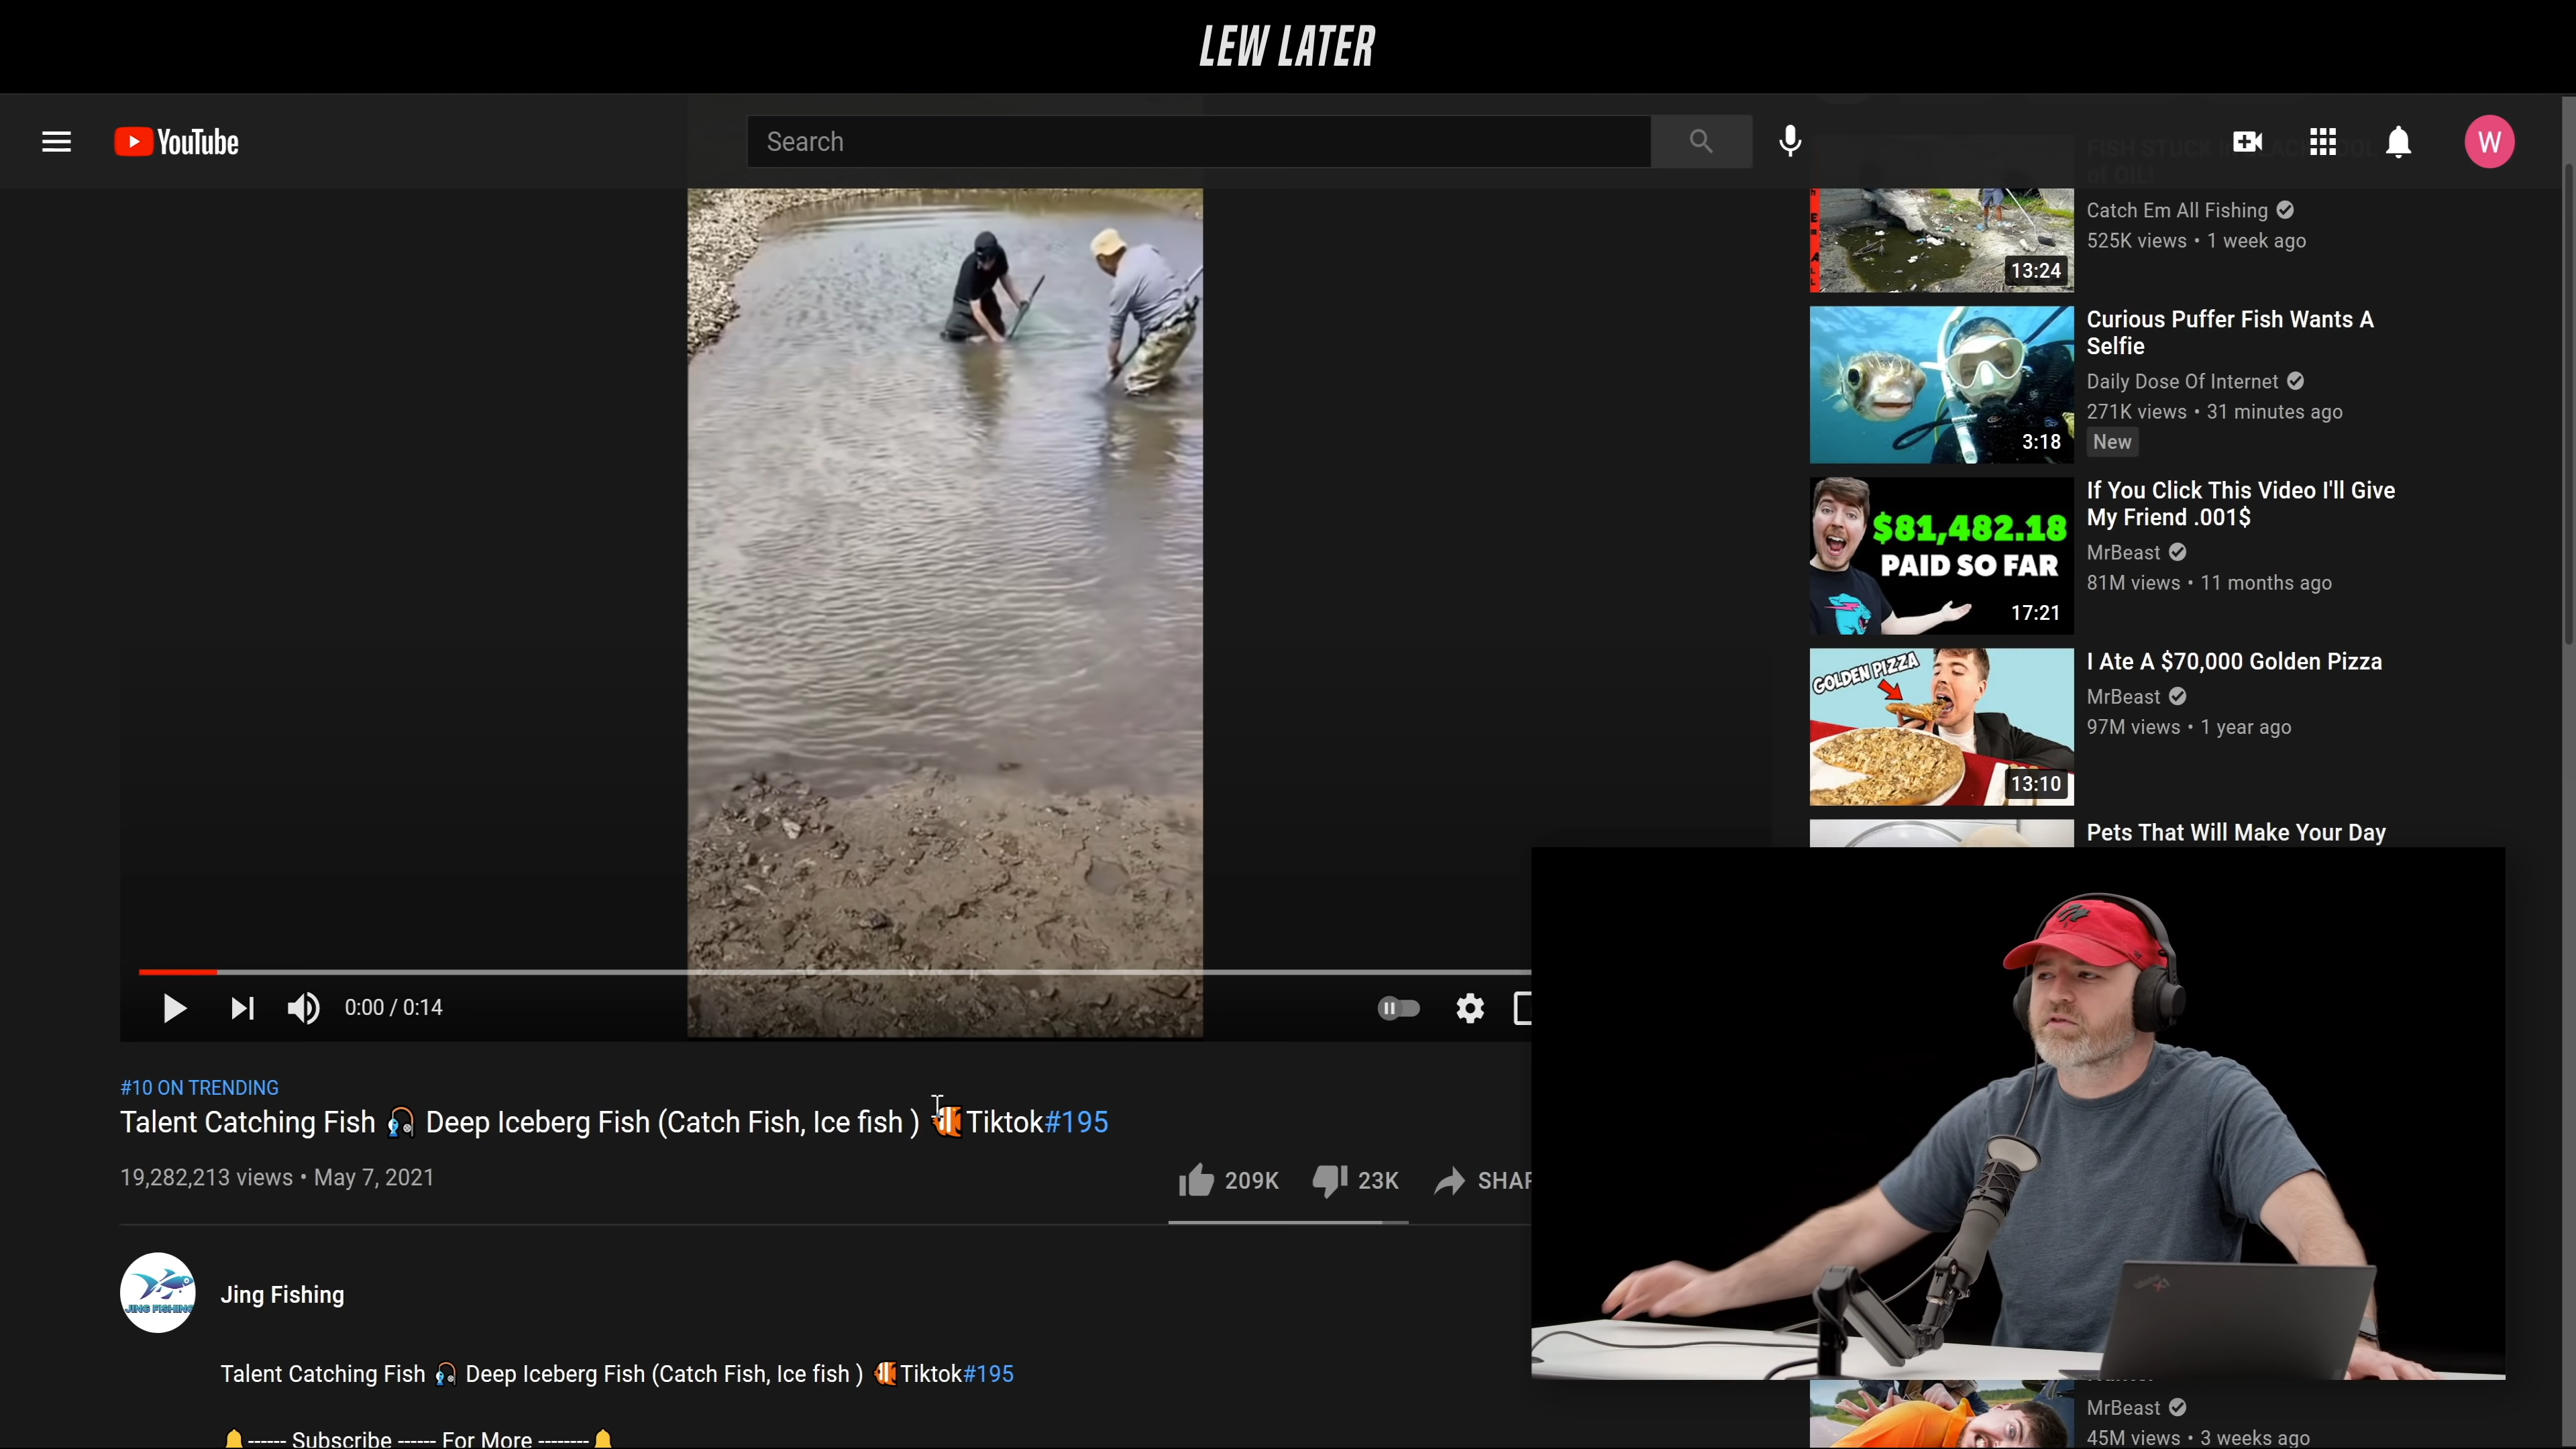 LEW LATER
YouTube
Search
W
FISH STUCK
Catch Em All Fishing
525K views • 1 week ago
13:24
Curious Puffer Fish Wants A
Selfie
Daily Dose Of Internet
271K views • 31 minutes ago
New
3:18
If You Click This Video I'll Give
My Friend .001$
MrBeast
81M views • 11 months ago
$81,482.18
PAID SO FAR
17:21
I Ate A $70,000 Golden Pizza
MrBeast
97M views • 1 year ago
GOLDEN PIZZA
13:10
Pets That Will Make Your Day
0:00 / 0:14
#10 ON TRENDING
Talent Catching Fish 🎣 Deep Iceberg Fish (Catch Fish, Ice fish ) 🐠Tiktok#195
19,282,213 views • May 7, 2021
209K
23K
SHAR
JING FISHING
Jing Fishing
Talent Catching Fish 🎣 Deep Iceberg Fish (Catch Fish, Ice fish ) 🐠Tiktok#195
🔔------ Subscribe ------ For More --------🔔
MrBeast
45M views • 3 weeks ago